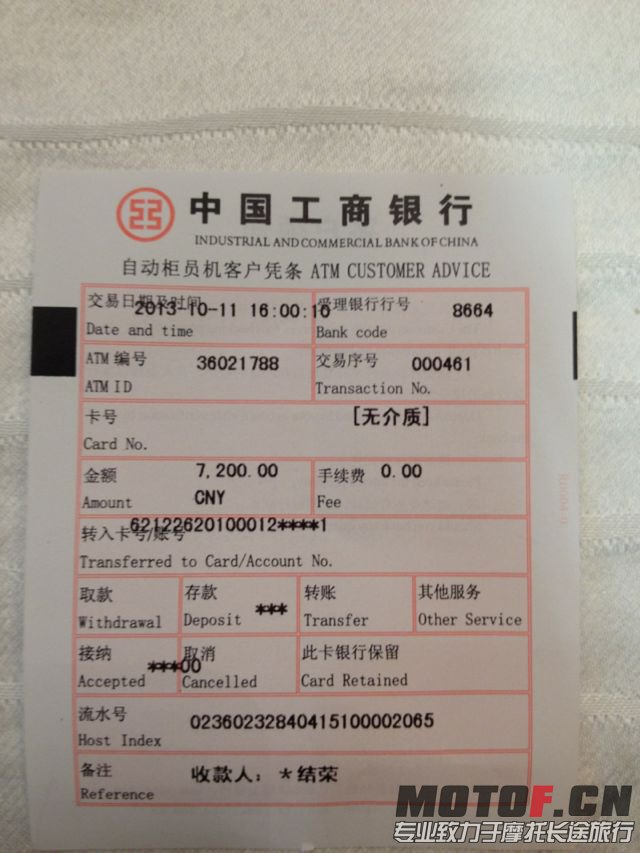 中国工商银行
INDUSTRIAL AND COMMERCIAL BANK OF CHINA
自动柜员机客户凭条 ATM CUSTOMER ADVICE
交易日期及时间 2013-10-11 16:00:10 受理银行行号 8664
Date and time Bank code
ATM 编号 36021788 交易序号 000461
ATM ID Transaction No.
卡号 [无介质]
Card No.
金额 7,200.00 手续费 0.00
Amount CNY Fee
62122620100012****1
转入卡号/账号
Transferred to Card/Account No.
取款 存款 转账 其他服务
Withdrawal Deposit *** Transfer Other Service
接纳 ***00 取消 此卡银行保留
Accepted Cancelled Card Retained
流水号 02360232840415100002065
Host Index
备注 收款人：*结荣
Reference
MOTOF.CN
专业致力于摩托长途旅行